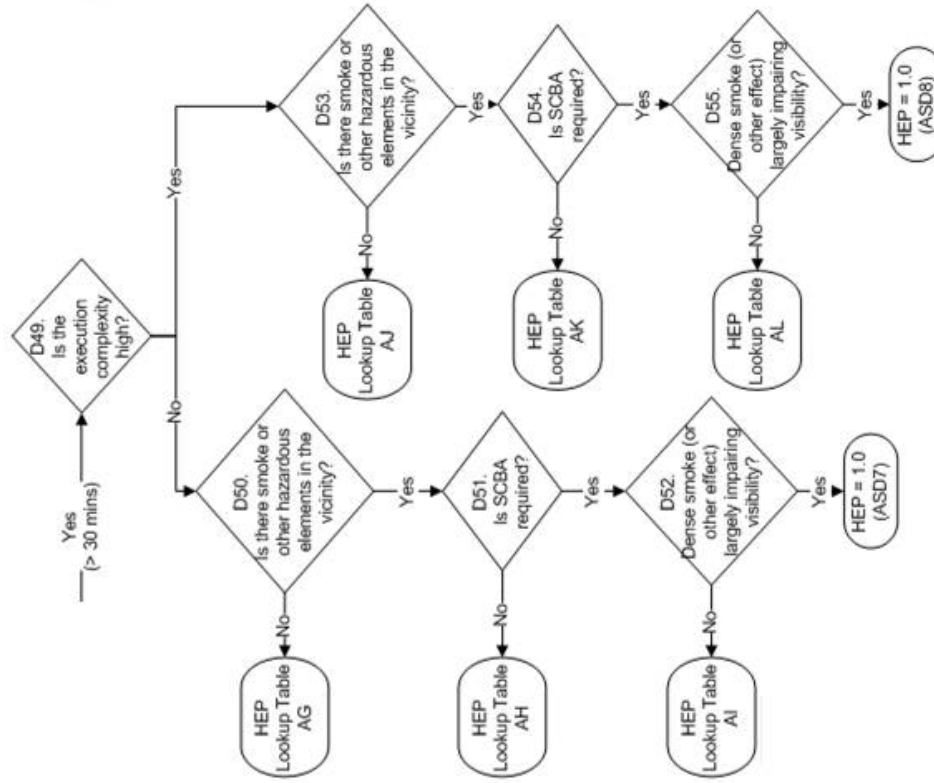 Yes
(> 30 mins)
D49.
Is the
execution
complexity
high?
No
Yes
D50.
Is there smoke or
other hazardous
elements in the
vicinity?
No
HEP
Lookup Table
AG
Yes
D51.
Is SCBA
required?
No
HEP
Lookup Table
AH
Yes
D52.
Dense smoke (or
other effect)
largely impairing
visibility?
No
HEP
Lookup Table
AI
Yes
HEP = 1.0
(ASD7)
D53.
Is there smoke or
other hazardous
elements in the
vicinity?
No
HEP
Lookup Table
AJ
Yes
D54.
Is SCBA
required?
No
HEP
Lookup Table
AK
Yes
D55.
Dense smoke (or
other effect)
largely impairing
visibility?
No
HEP
Lookup Table
AL
Yes
HEP = 1.0
(ASD8)